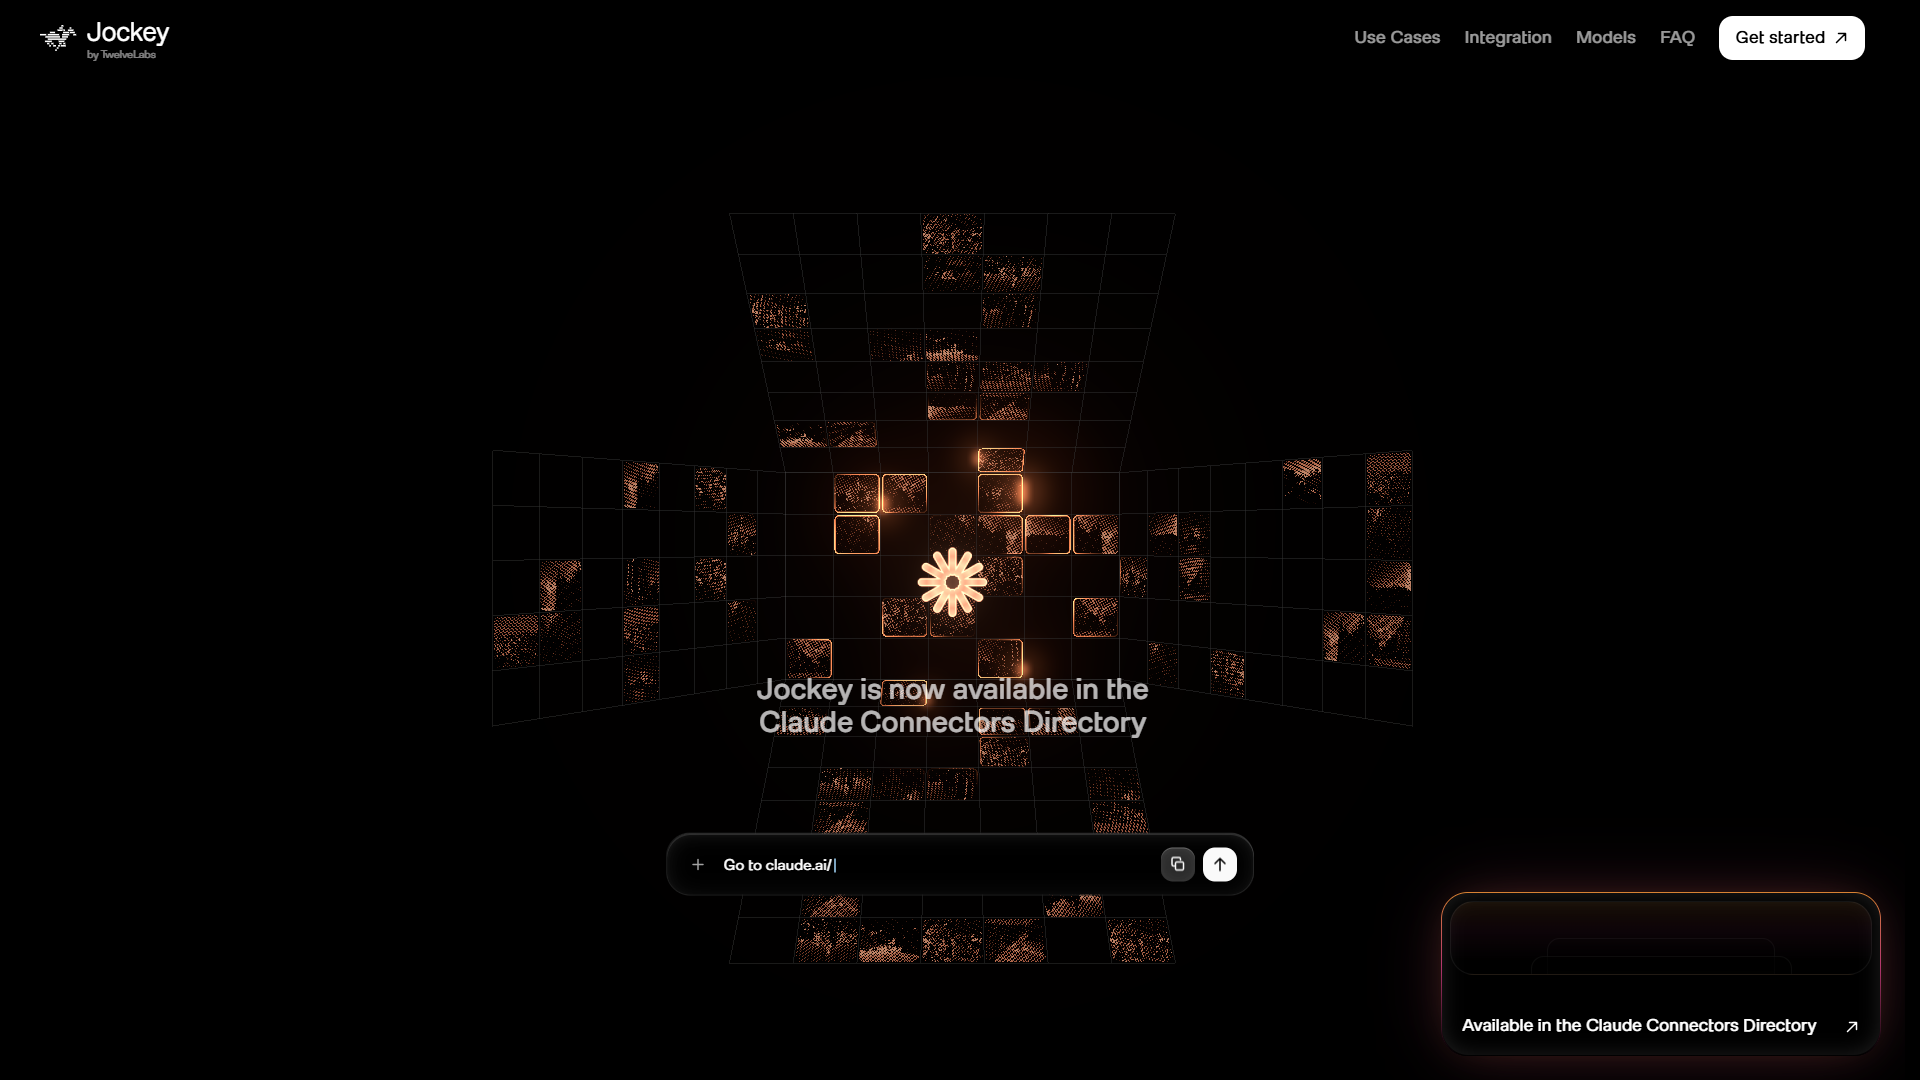 Jockey
by TwelveLabs
Use Cases
Integration
Models
FAQ
Get started
Jockey is now available in the
Claude Connectors Directory
Go to claude.ai/
Available in the Claude Connectors Directory